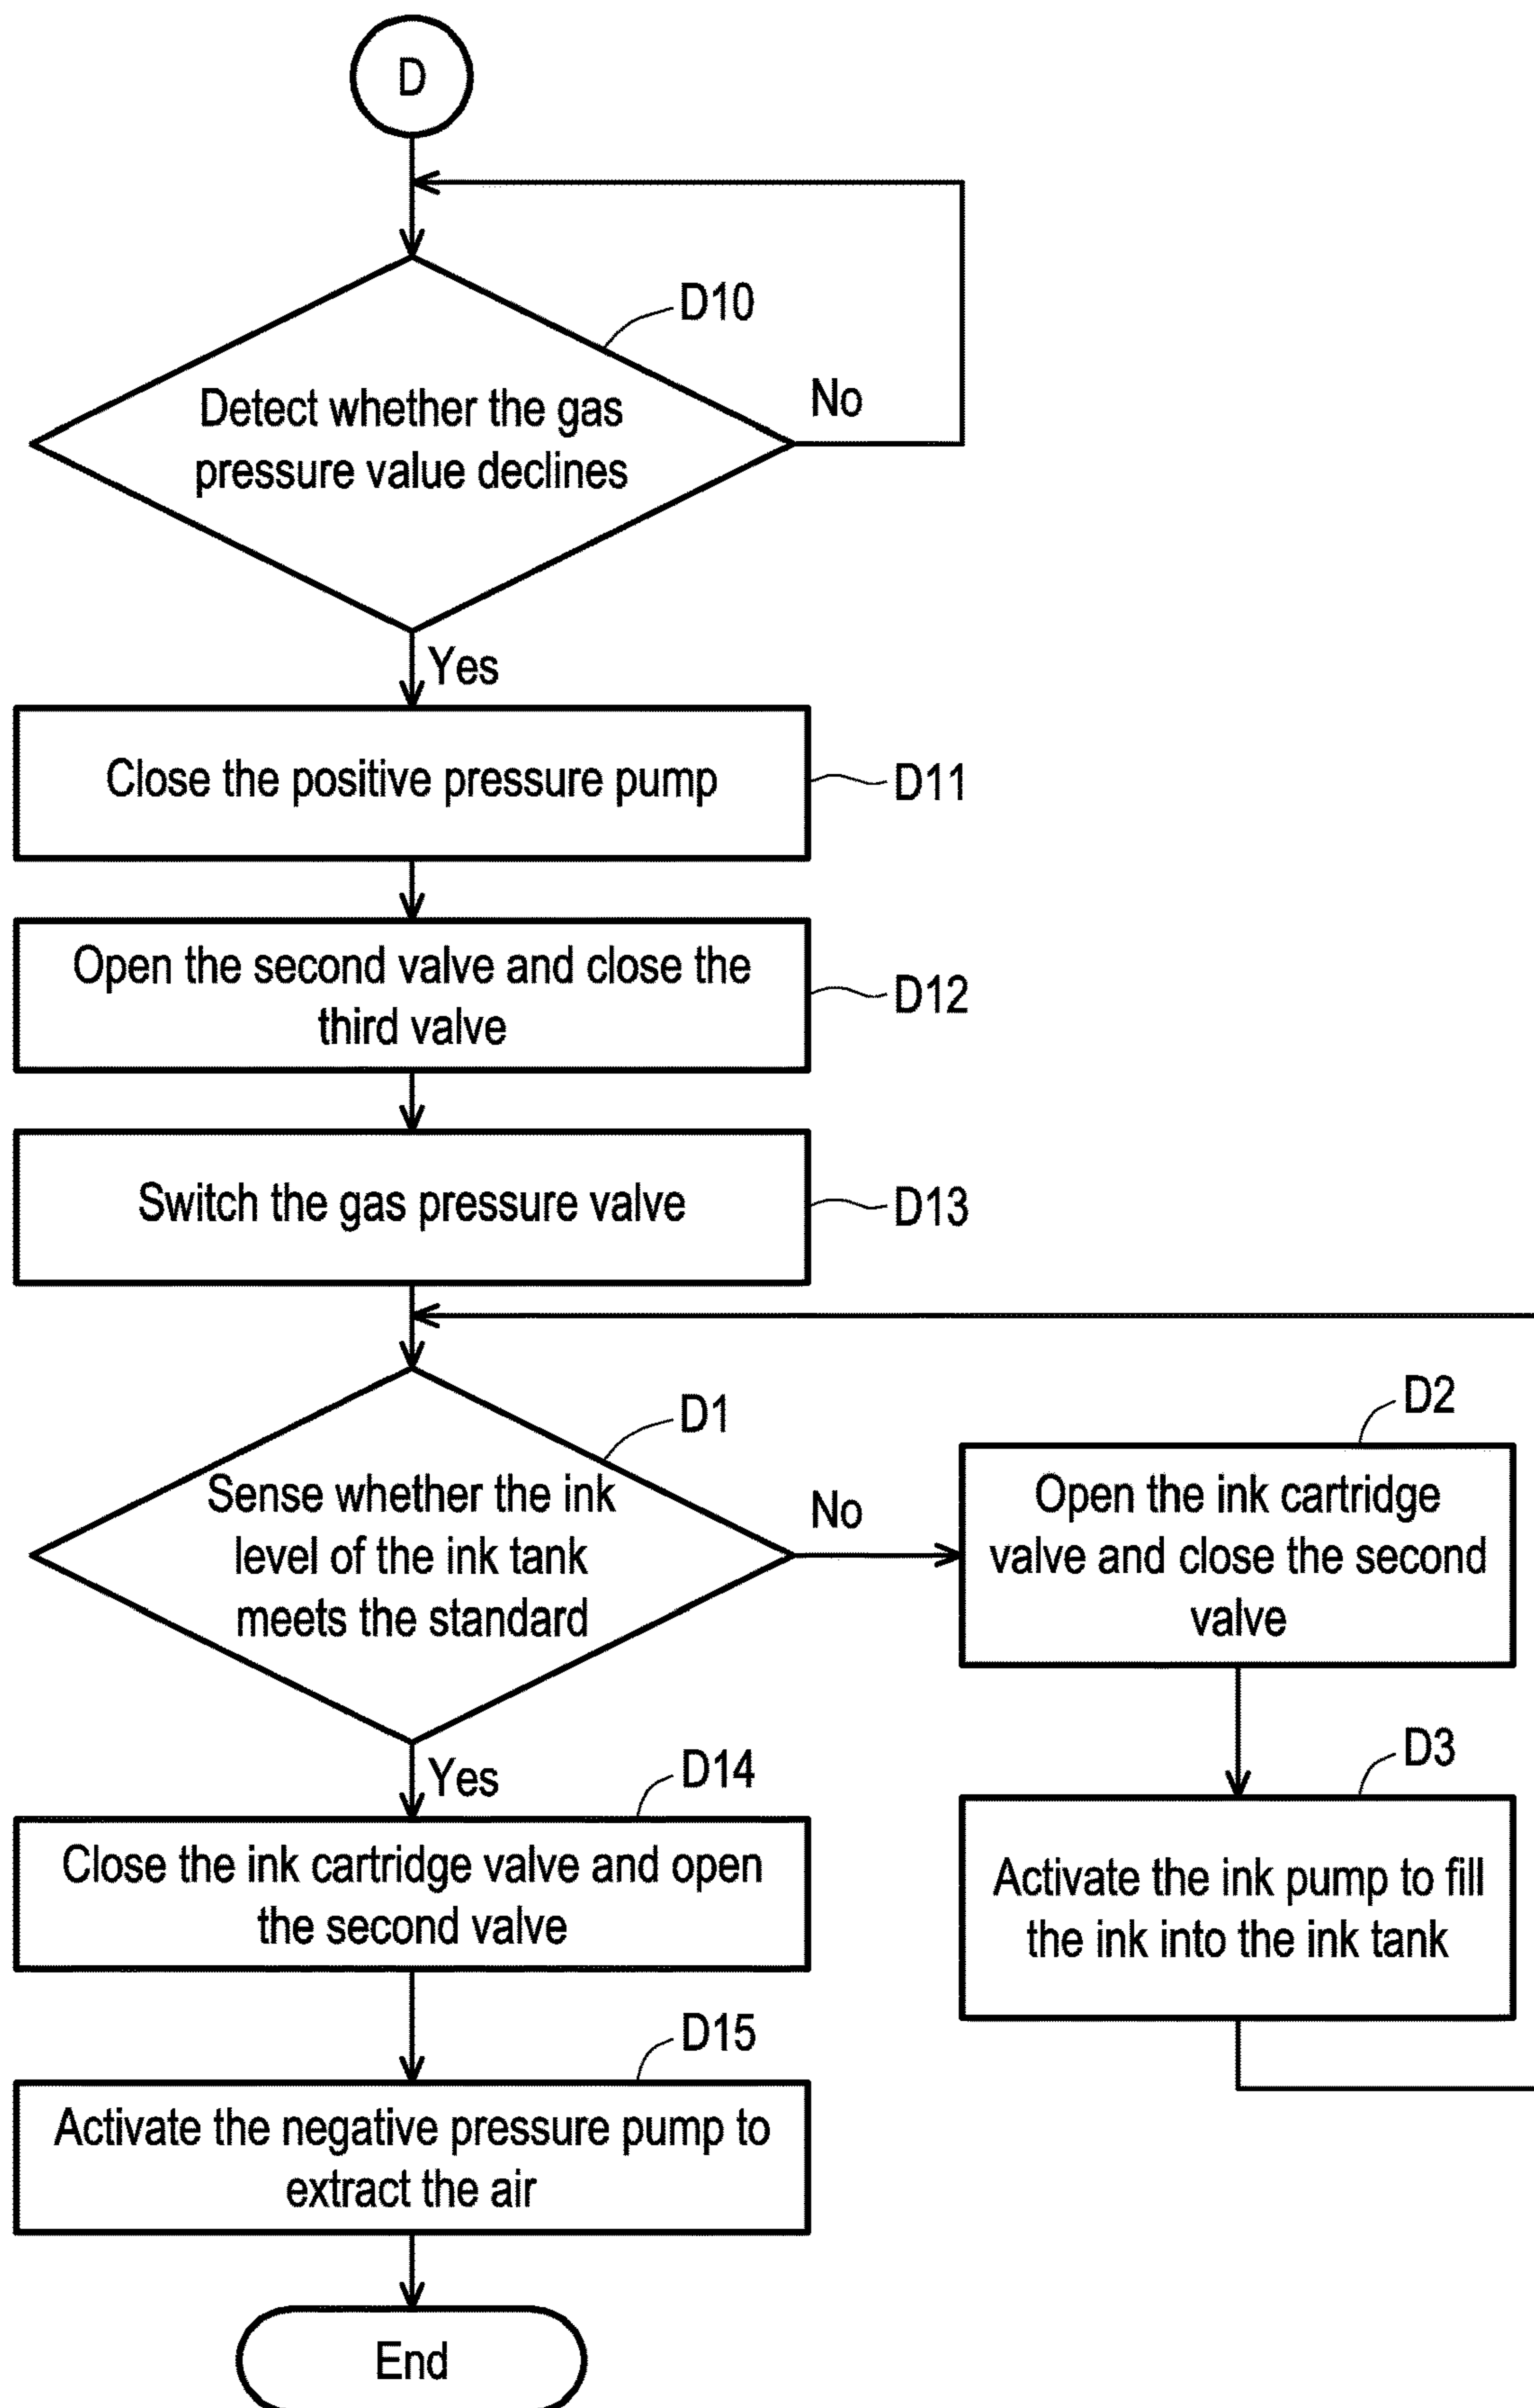 D
D10
Detect whether the gas
pressure value declines
No
Yes
Close the positive pressure pump
D11
Open the second valve and close the
third valve
D12
Switch the gas pressure valve
D13
D1
Sense whether the ink
level of the ink tank
meets the standard
No
D2
Open the ink cartridge
valve and close the second
valve
D3
Activate the ink pump to fill
the ink into the ink tank
Yes
D14
Close the ink cartridge valve and open
the second valve
D15
Activate the negative pressure pump to
extract the air
End